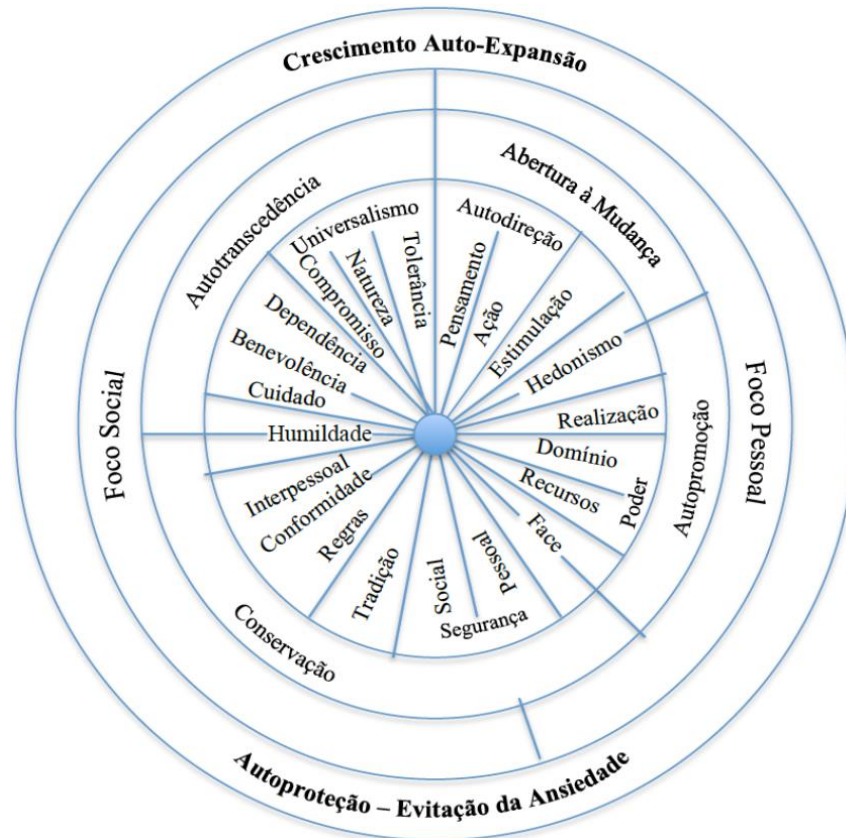 Crescimento Auto-Expansão
Autotranscedência
Abertura à Mudança
Universalismo
Natureza
Tolerância
Compromisso
Dependência
Benevolência
Cuidado
Humildade
Interpessoal
Conformidade
Regras
Tradição
Social
Pessoal
Segurança
Face
Recursos
Poder
Domínio
Realização
Hedonismo
Estimulação
Autodireção
Pensamento
Ação
Foco Social
Foco Pessoal
Autopromoção
Conservação
Autoproteção – Evitação da Ansiedade